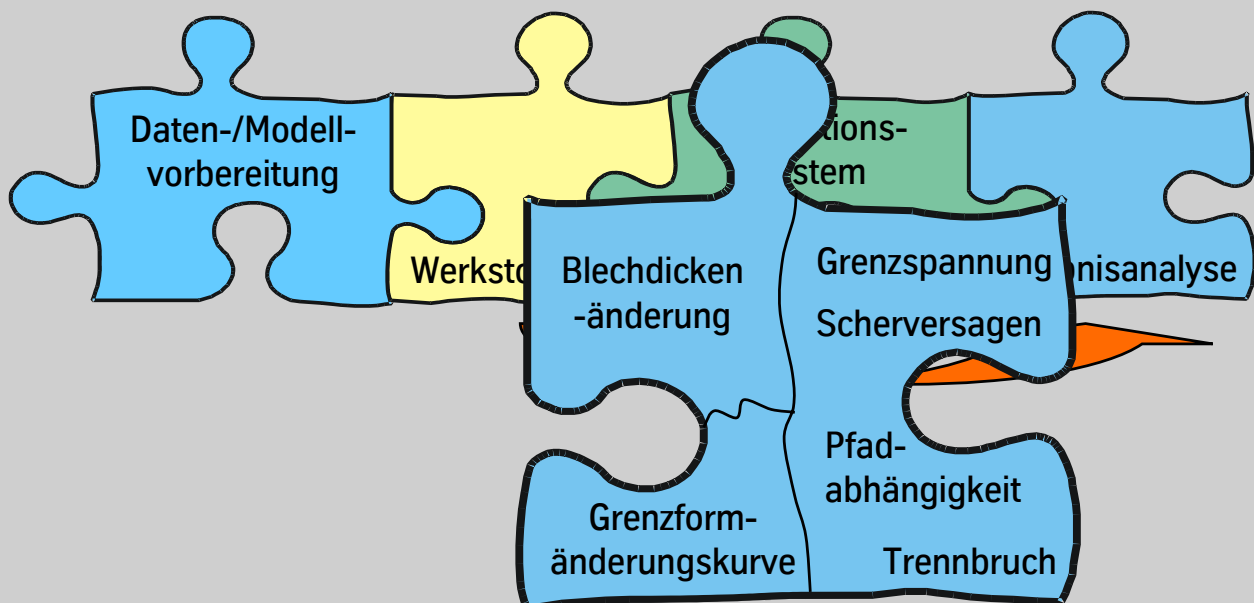 Daten-/Modell-
vorbereitung
Blechdicken
-änderung
Grenzspannung
Scherversagen
Pfad-
abhängigkeit
Grenzform-
änderungskurve
Trennbruch